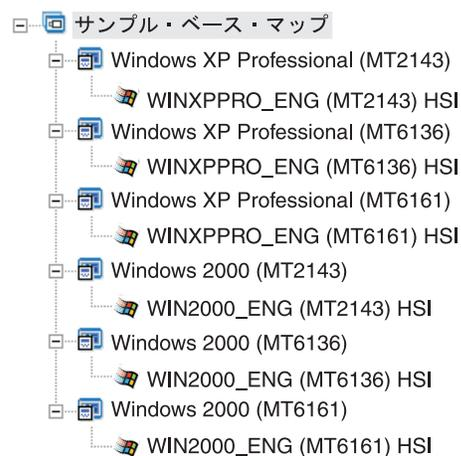 サンプル・ベース・マップ
Windows XP Professional (MT2143)
WINXPPRO_ENG (MT2143) HSI
Windows XP Professional (MT6136)
WINXPPRO_ENG (MT6136) HSI
Windows XP Professional (MT6161)
WINXPPRO_ENG (MT6161) HSI
Windows 2000 (MT2143)
WIN2000_ENG (MT2143) HSI
Windows 2000 (MT6136)
WIN2000_ENG (MT6136) HSI
Windows 2000 (MT6161)
WIN2000_ENG (MT6161) HSI